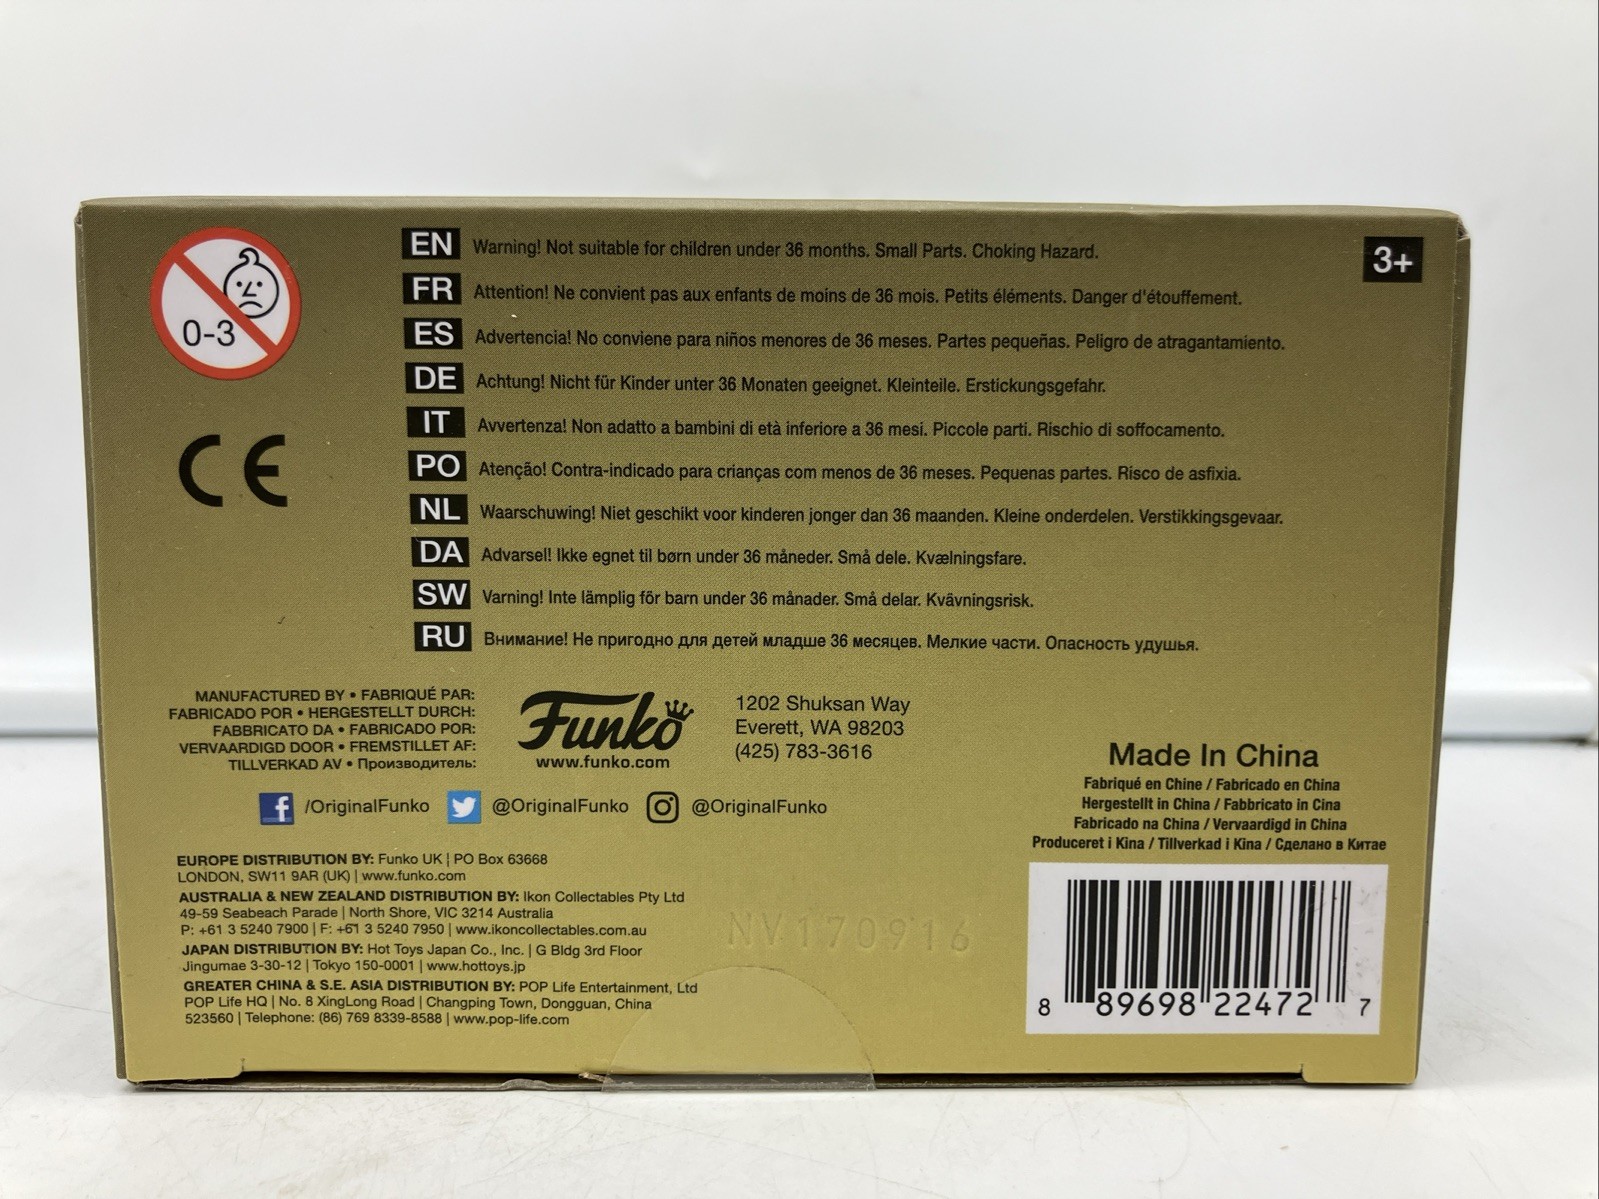 0-3
EN Warning! Not suitable for children under 36 months. Small Parts. Choking Hazard.
3+
FR Attention! Ne convient pas aux enfants de moins de 36 mois. Petits éléments. Danger d'étouffement.
ES Advertencia! No conviene para niños menores de 36 meses. Partes pequeñas. Peligro de atragantamiento.
DE Achtung! Nicht für Kinder unter 36 Monaten geeignet. Kleinteile. Erstickungsgefahr.
IT Avvertenza! Non adatto a bambini di età inferiore a 36 mesi. Piccole parti. Rischio di soffocamento.
PO Atenção! Contra-indicado para crianças com menos de 36 meses. Pequenas partes. Risco de asfixia.
NL Waarschuwing! Niet geschikt voor kinderen jonger dan 36 maanden. Kleine onderdelen. Verstikkingsgevaar.
DA Advarsel! Ikke egnet til børn under 36 måneder. Små dele. Kvælningsfare.
SW Varning! Inte lämplig för barn under 36 månader. Små delar. Kvävningsrisk.
RU Внимание! Не пригодно для детей младше 36 месяцев. Мелкие части. Опасность удушья.
CE
MANUFACTURED BY • FABRIQUÉ PAR:
FABRICADO POR • HERGESTELLT DURCH:
FABBRICATO DA • FABRICADO POR:
VERVAARDIGD DOOR • FREMSTILLET AF:
TILLVERKAD AV • Производитель:
Funko
www.funko.com
1202 Shuksan Way
Everett, WA 98203
(425) 783-3616
f /OriginalFunko @OriginalFunko @OriginalFunko
EUROPE DISTRIBUTION BY: Funko UK | PO Box 63668
LONDON, SW11 9AR (UK) | www.funko.com
AUSTRALIA & NEW ZEALAND DISTRIBUTION BY: Ikon Collectables Pty Ltd
49-59 Seabeach Parade | North Shore, VIC 3214 Australia
P: +61 3 5240 7900 | F: +61 3 5240 7950 | www.ikoncollectables.com.au
JAPAN DISTRIBUTION BY: Hot Toys Japan Co., Inc. | G Bldg 3rd Floor
Jingumae 3-30-12 | Tokyo 150-0001 | www.hottoys.jp
GREATER CHINA & S.E. ASIA DISTRIBUTION BY: POP Life Entertainment, Ltd
POP Life HQ | No. 8 XingLong Road | Changping Town, Dongguan, China
523560 | Telephone: (86) 769 8339-8588 | www.pop-life.com
NV170916
Made In China
Fabriqué en Chine / Fabricado en China
Hergestellt in China / Fabbricato in Cina
Fabricado na China / Vervaardigd in China
Produceret i Kina / Tillverkad i Kina / Сделано в Китае
8 89698 22472 7